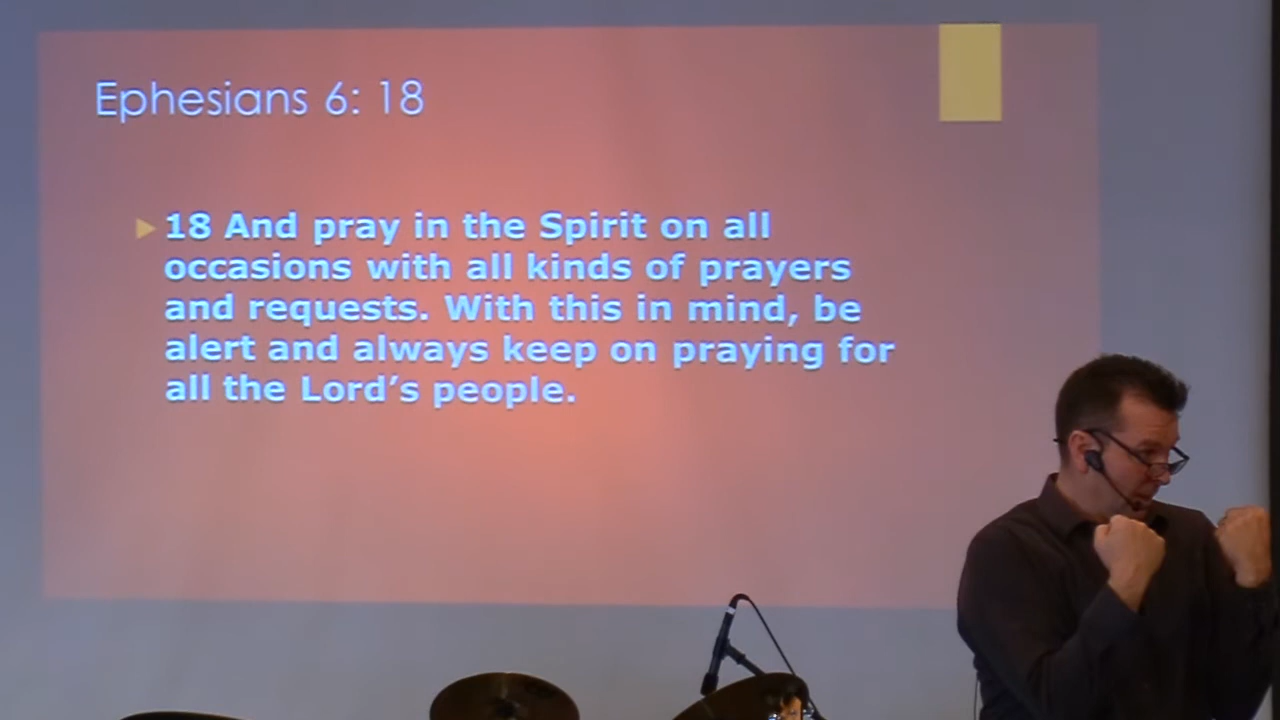 Ephesians 6: 18
18 And pray in the Spirit on all
occasions with all kinds of prayers
and requests. With this in mind, be
alert and always keep on praying for
all the Lord’s people.